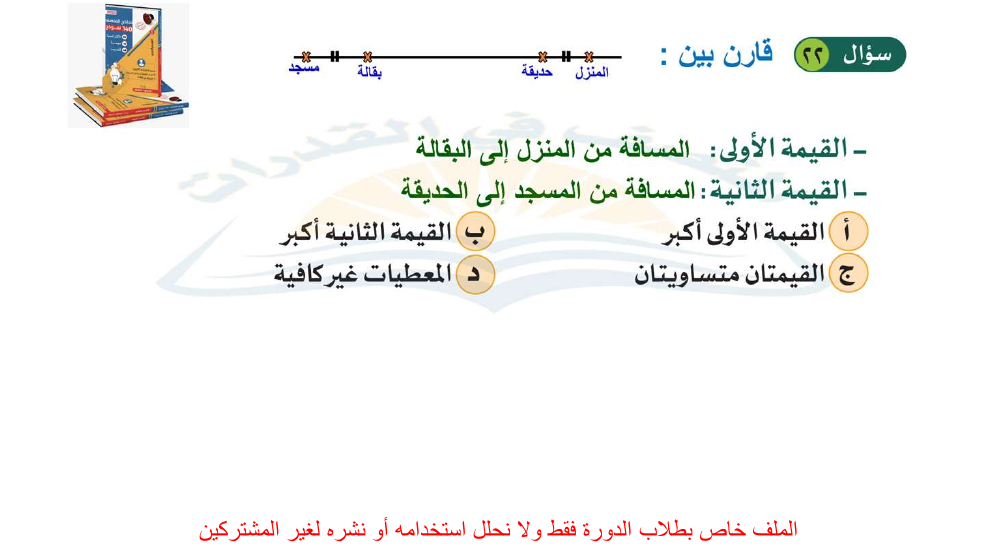 سؤال ٢٢ قارن بين :
المنزل حديقة بقالة مسجد
– القيمة الأولى: المسافة من المنزل إلى البقالة
– القيمة الثانية: المسافة من المسجد إلى الحديقة
أ القيمة الأولى أكبر ب القيمة الثانية أكبر
ج القيمتان متساويتان د المعطيات غير كافية
الملف خاص بطلاب الدورة فقط ولا نحلل استخدامه أو نشره لغير المشتركين